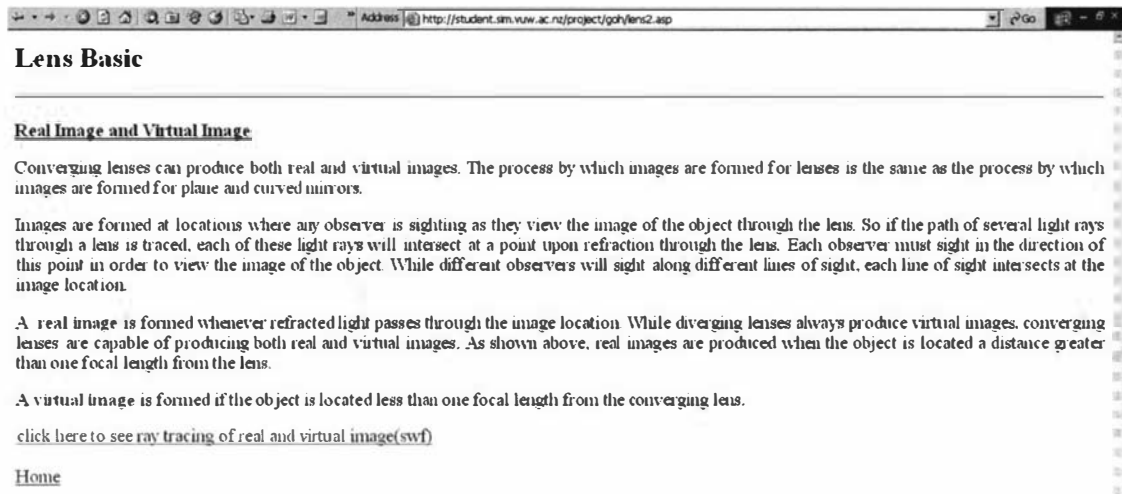 Address http://student.sim.vuw.ac.nz/project/goh/lens2.asp Go
Lens Basic
Real Image and Virtual Image
Converging lenses can produce both real and virtual images. The process by which images are formed for lenses is the same as the process by which
images are formed for plane and curved mirrors.
Images are formed at locations where any observer is sighting as they view the image of the object through the lens. So if the path of several light rays
through a lens is traced, each of these light rays will intersect at a point upon refraction through the lens. Each observer must sight in the direction of
this point in order to view the image of the object. While different observers will sight along different lines of sight, each line of sight intersects at the
image location.
A real image is formed whenever refracted light passes through the image location. While diverging lenses always produce virtual images, converging
lenses are capable of producing both real and virtual images. As shown above, real images are produced when the object is located a distance greater
than one focal length from the lens.
A virtual image is formed if the object is located less than one focal length from the converging lens.
click here to see ray tracing of real and virtual image(swf)
Home